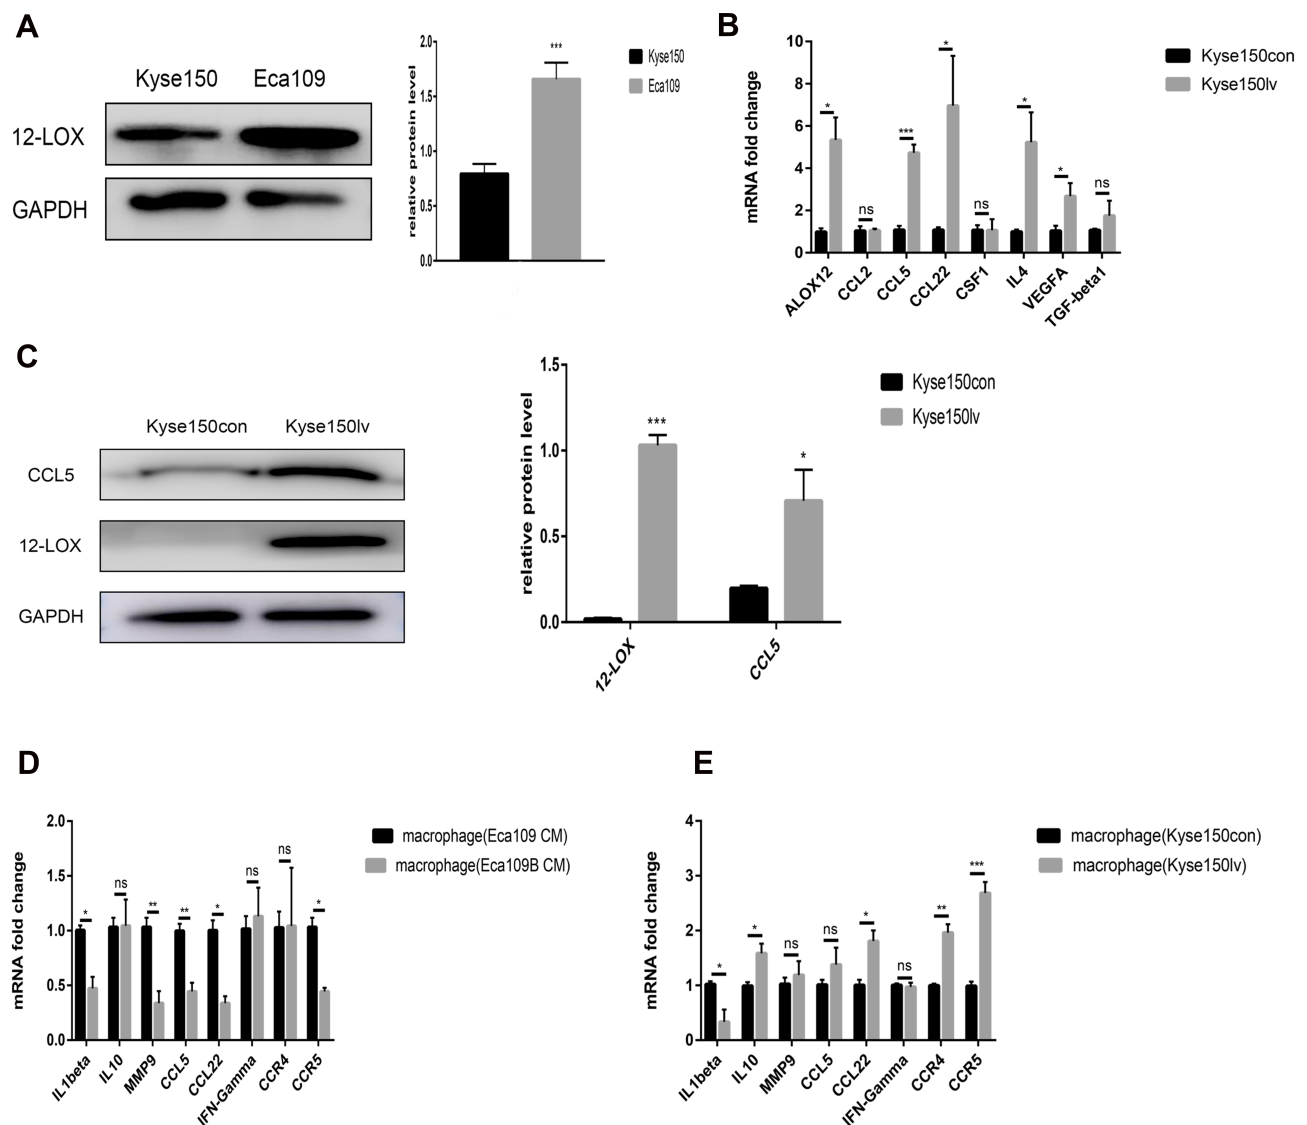 A
Kyse150 Eca109
12-LOX
GAPDH
relative protein level
2.0
1.5
1.0
0.5
0.0
***
Kyse150
Eca109
B
mRNA fold change
10
8
6
4
2
0
* ns *** * ns * * ns
ALOX12 CCL2 CCL5 CCL22 CSF1 IL4 VEGFA TGF-beta1
Kyse150con
Kyse150lv
C
Kyse150con Kyse150lv
CCL5
12-LOX
GAPDH
relative protein level
1.5
1.0
0.5
0.0
*** *
12-LOX CCL5
Kyse150con
Kyse150lv
D
mRNA fold change
2.0
1.5
1.0
0.5
0.0
* ns ** ** * ns ns *
IL1beta IL10 MMP9 CCL5 CCL22 IFN-Gamma CCR4 CCR5
macrophage(Eca109 CM)
macrophage(Eca109B CM)
E
mRNA fold change
4
3
2
1
0
* * ns ns * ns ** ***
IL1beta IL10 MMP9 CCL5 CCL22 IFN-Gamma CCR4 CCR5
macrophage(Kyse150con)
macrophage(Kyse150lv)